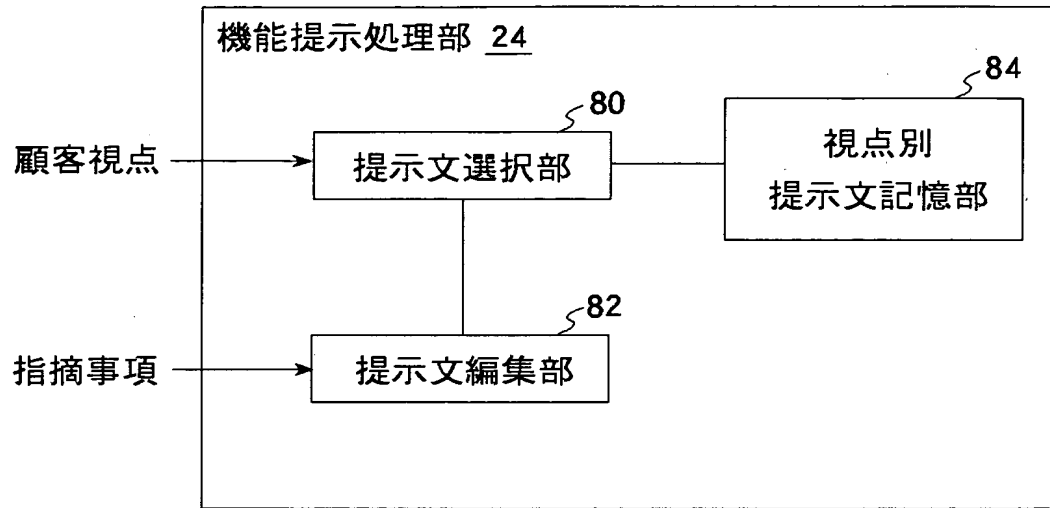 機能提示処理部 24
84
80
顧客視点
提示文選択部
視点別
提示文記憶部
82
指摘事項
提示文編集部